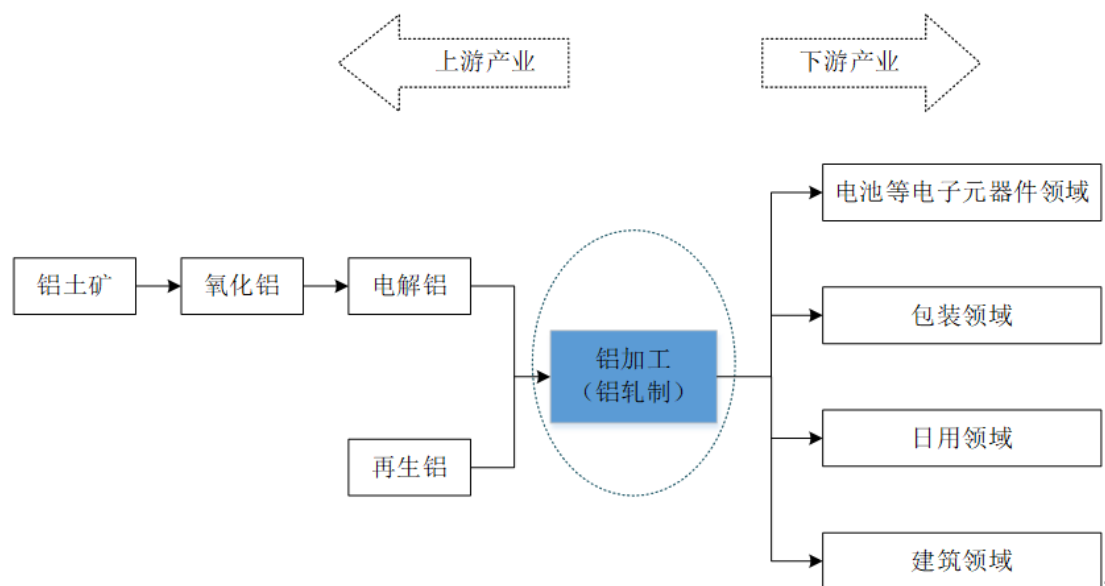 上游产业
下游产业
电池等电子元器件领域
铝土矿
氧化铝
电解铝
包装领域
铝加工
（铝轧制）
日用领域
再生铝
建筑领域